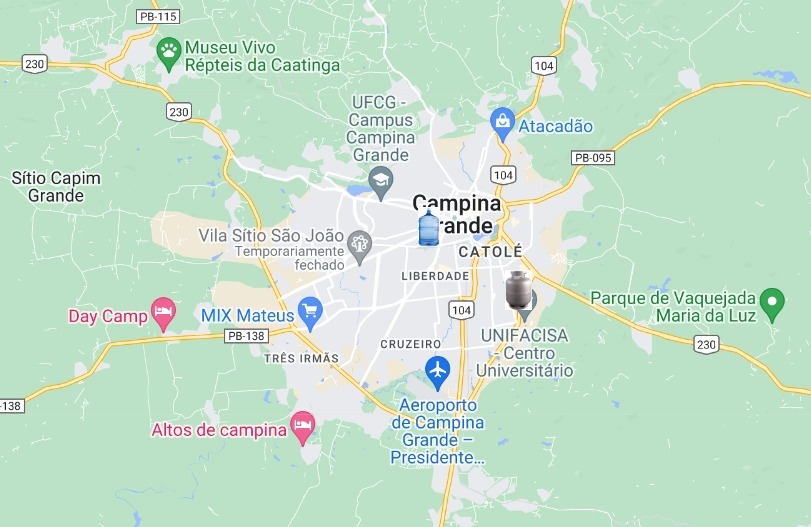 PB-115
Museu Vivo
Répteis da Caatinga
230
104
230
UFCG -
Campus
Campina
Grande
Atacadão
PB-095
104
Sítio Capim
Grande
Campina
Grande
Vila Sítio São João
Temporariamente
fechado
CATOLÉ
LIBERDADE
Day Camp
MIX Mateus
104
Parque de Vaquejada
Maria da Luz
PB-138
CRUZEIRO
UNIFACISA
- Centro
Universitário
230
TRÊS IRMÃS
-138
Aeroporto
de Campina
Grande –
Presidente...
Altos de campina